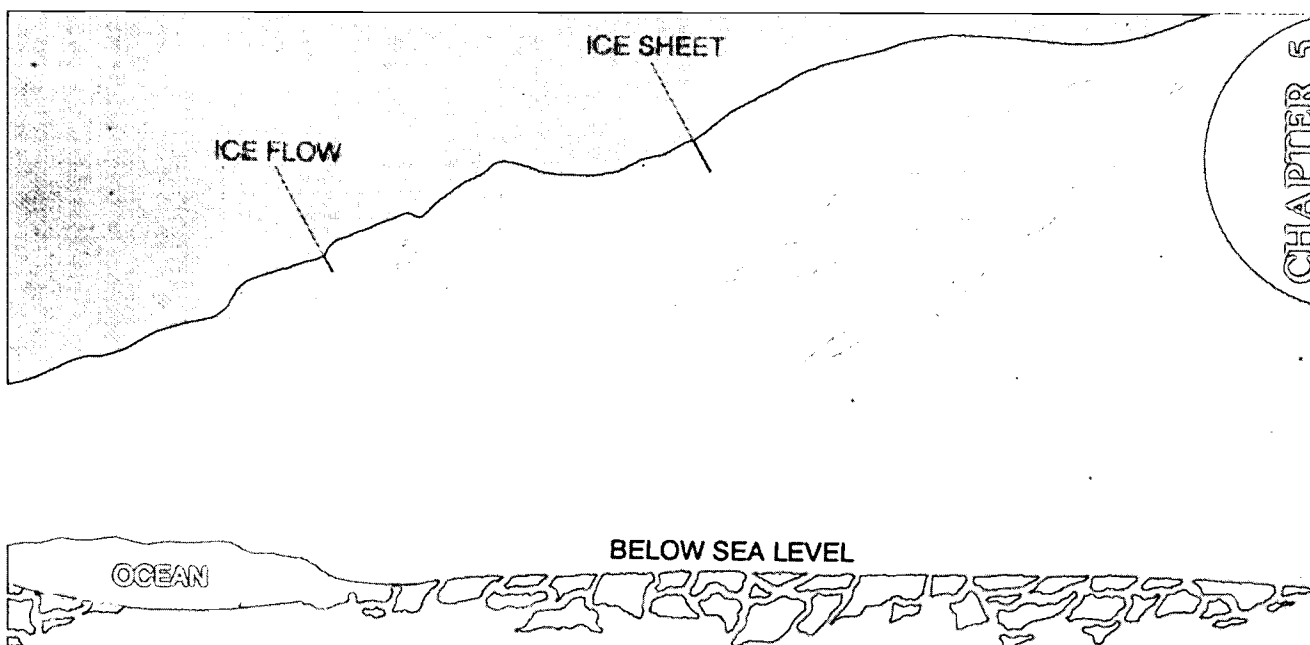 ICE SHEET
ICE FLOW
CHAPTER 5
BELOW SEA LEVEL
OCEAN